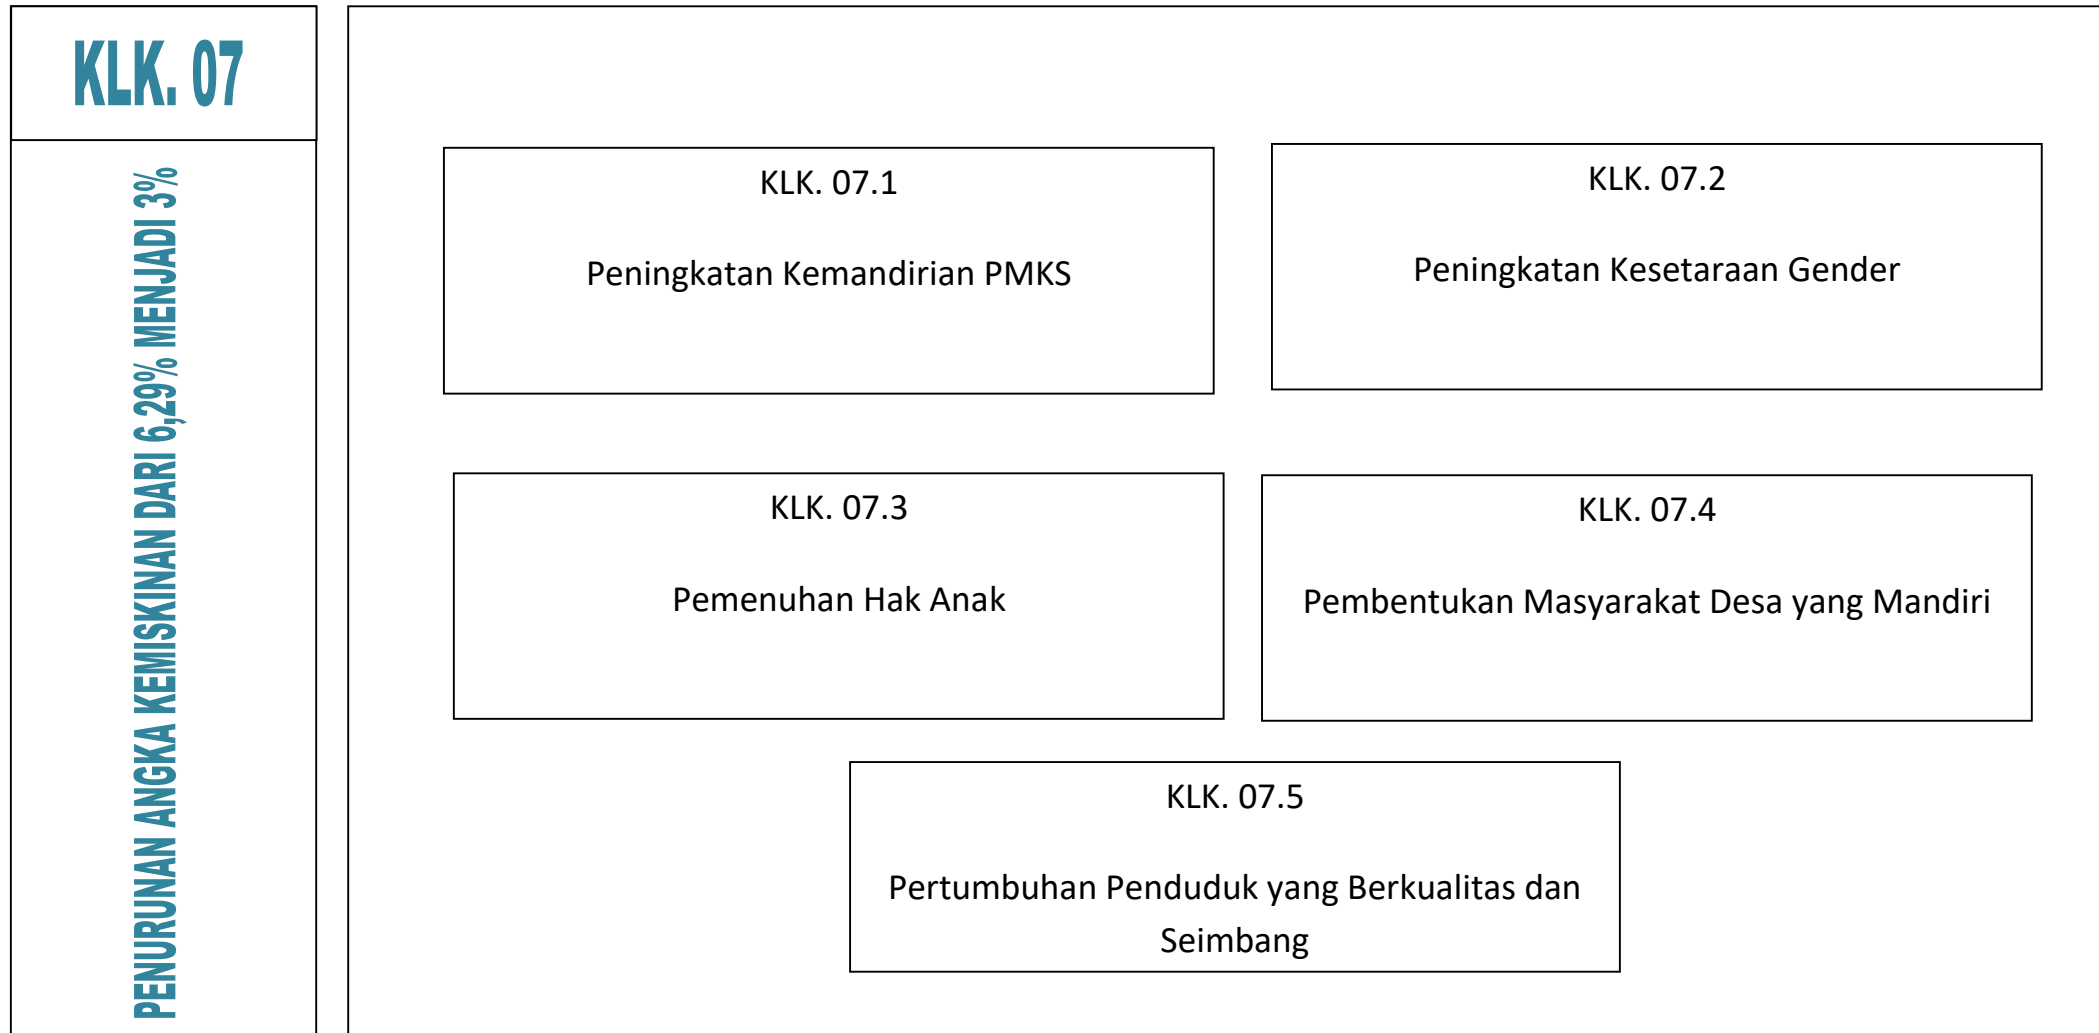 KLK. 07
PENURUNAN ANGKA KEMISKINAN DARI 6,29% MENJADI 3%
KLK. 07.1
Peningkatan Kemandirian PMKS
KLK. 07.2
Peningkatan Kesetaraan Gender
KLK. 07.3
Pemenuhan Hak Anak
KLK. 07.4
Pembentukan Masyarakat Desa yang Mandiri
KLK. 07.5
Pertumbuhan Penduduk yang Berkualitas dan
Seimbang